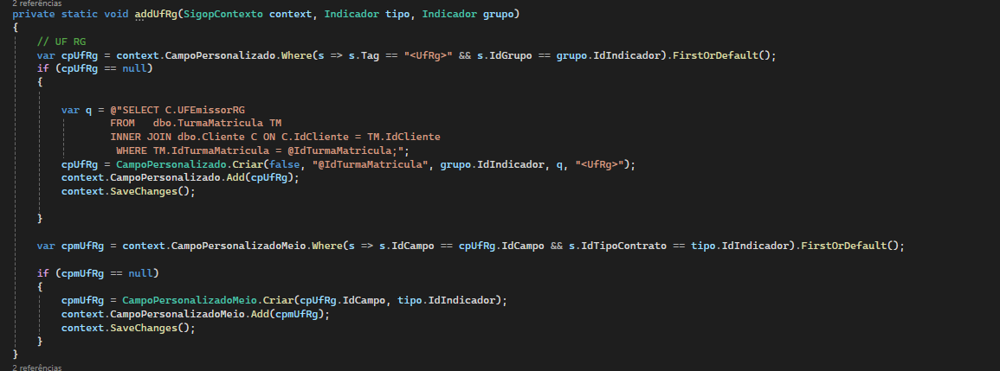 2 referências
private static void addUfRg(SigopContexto context, Indicador tipo, Indicador grupo)
{
// UF RG
var cpUfRg = context.CampoPersonalizado.Where(s => s.Tag == "<UfRg>" && s.IdGrupo == grupo.IdIndicador).FirstOrDefault();
if (cpUfRg == null)
{
var q = @"SELECT C.UFEmissorRG
FROM   dbo.TurmaMatricula TM
INNER JOIN dbo.Cliente C ON C.IdCliente = TM.IdCliente
WHERE TM.IdTurmaMatricula = @IdTurmaMatricula;";
cpUfRg = CampoPersonalizado.Criar(false, "@IdTurmaMatricula", grupo.IdIndicador, q, "<UfRg>");
context.CampoPersonalizado.Add(cpUfRg);
context.SaveChanges();
}
var cpmUfRg = context.CampoPersonalizadoMeio.Where(s => s.IdCampo == cpUfRg.IdCampo && s.IdTipoContrato == tipo.IdIndicador).FirstOrDefault();
if (cpmUfRg == null)
{
cpmUfRg = CampoPersonalizadoMeio.Criar(cpUfRg.IdCampo, tipo.IdIndicador);
context.CampoPersonalizadoMeio.Add(cpmUfRg);
context.SaveChanges();
}
}
2 referências